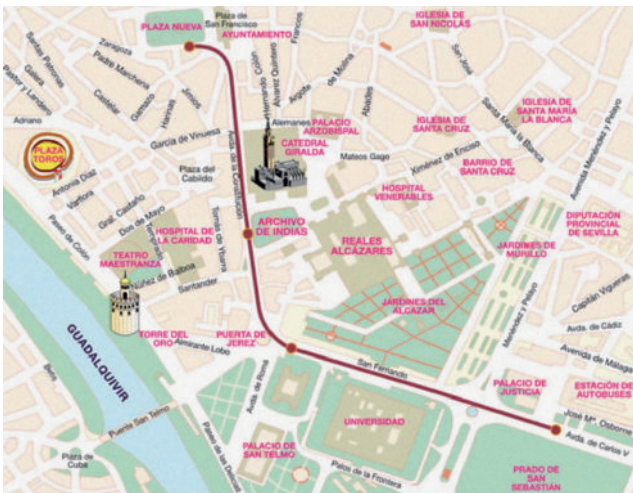 Plaza de
San Francisco
PLAZA NUEVA
AYUNTAMIENTO
Francos
IGLESIA DE
SAN NICOLÁS
Zaragoza
Santas Patronas
Galera
Pastor y Landero
Padre Marchena
Castelar
Gamazo
Harinas
Jimios
Hernando Colón
Álvarez Quintero
Argote
de Molina
Abades
San José
Adriano
García de Vinuesa
Alemanes
PALACIO
ARZOBISPAL
CATEDRAL
GIRALDA
Mateos Gago
IGLESIA DE
SANTA CRUZ
Santa María la Blanca
IGLESIA DE
SANTA MARÍA
LA BLANCA
Avenida Menéndez y Pelayo
PLAZA
TOROS
Plaza del
Cabildo
Avda. de la Constitución
Ximénez de Enciso
BARRIO DE
SANTA CRUZ
Antonia Díaz
Varflora
Paseo de Colón
Gral. Castaño
Dos de Mayo
Temprado
HOSPITAL DE
LA CARIDAD
Tomás de Ybarra
ARCHIVO
DE INDIAS
HOSPITAL
VENERABLES
REALES
ALCÁZARES
DIPUTACIÓN
PROVINCIAL
DE SEVILLA
JARDINES DE
MURILLO
TEATRO
MAESTRANZA
Núñez de Balboa
Santander
JARDINES DEL
ALCÁZAR
Menéndez y Pelayo
Capitán Vigueras
Avda. de Cádiz
Avenida de Málaga
GUADALQUIVIR
TORRE DEL
ORO
Almirante Lobo
PUERTA DE
JEREZ
San Fernando
PALACIO DE
JUSTICIA
ESTACIÓN DE
AUTOBUSES
Betis
Avda. de Roma
Puente San Telmo
UNIVERSIDAD
José Mª. Osborne
Avda. de Carlos V
Plaza de
Cuba
Paseo de las Delicias
PALACIO DE
SAN TELMO
Palos de la Frontera
PRADO DE
SAN
SEBASTIÁN